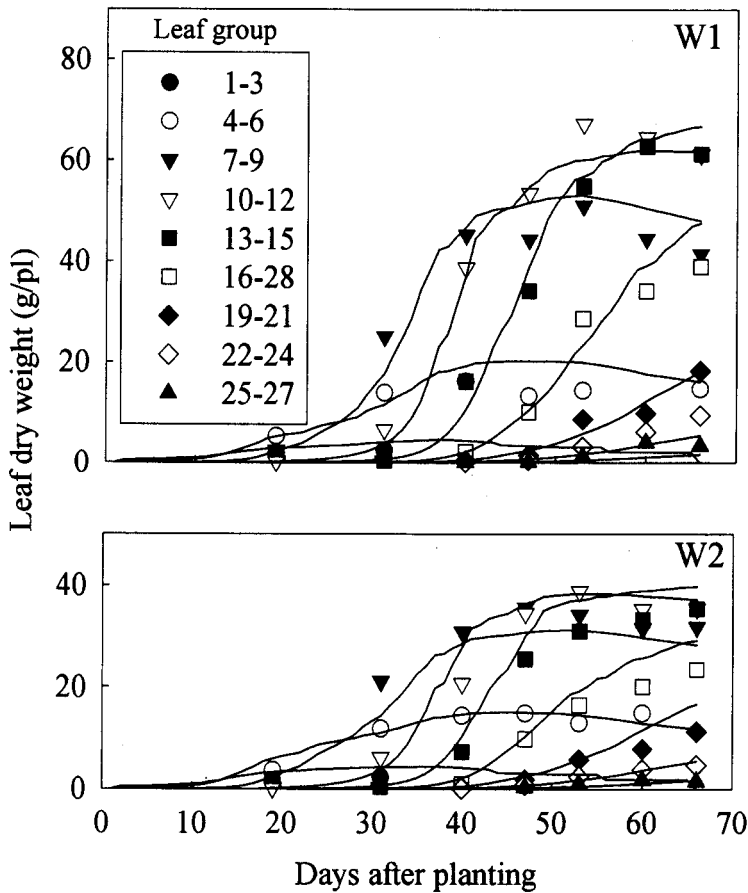 Leaf group
W1
1-3
4-6
7-9
10-12
13-15
16-28
19-21
22-24
25-27
80
60
40
20
0
Leaf dry weight (g/pl)
W2
40
20
0
0 10 20 30 40 50 60 70
Days after planting